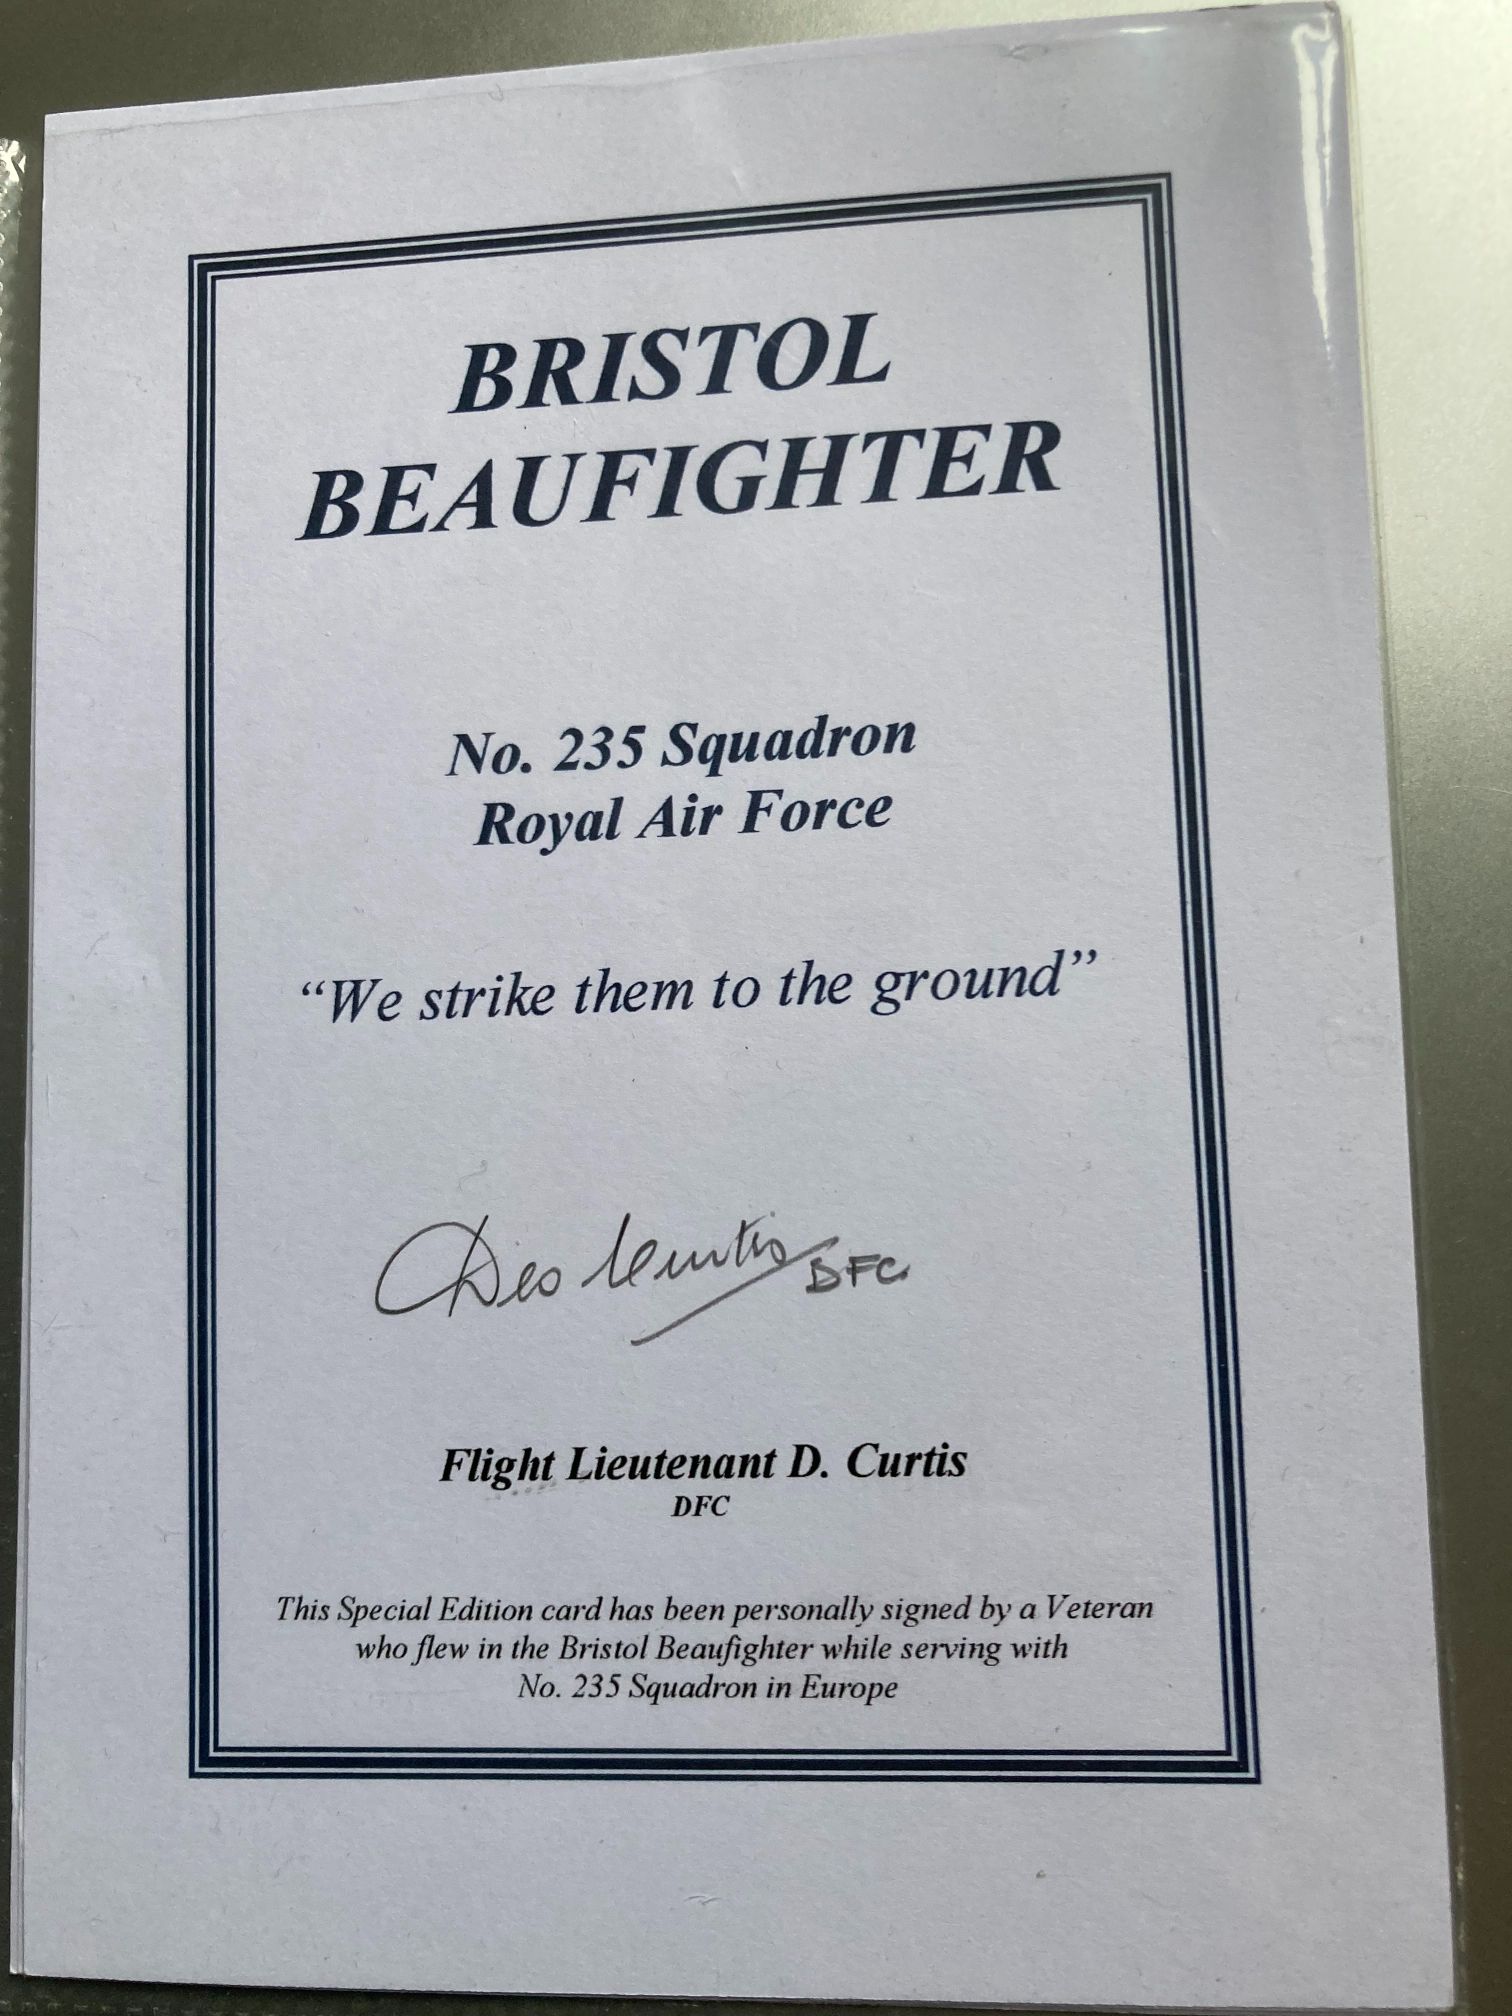 BRISTOL
BEAUFIGHTER
No. 235 Squadron
Royal Air Force
“We strike them to the ground”
Des Curtis DFC.
Flight Lieutenant D. Curtis
DFC
This Special Edition card has been personally signed by a Veteran
who flew in the Bristol Beaufighter while serving with
No. 235 Squadron in Europe